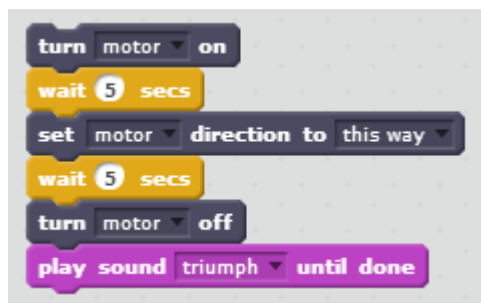 turn motor on
wait 5 secs
set motor direction to this way
wait 5 secs
turn motor off
play sound triumph until done